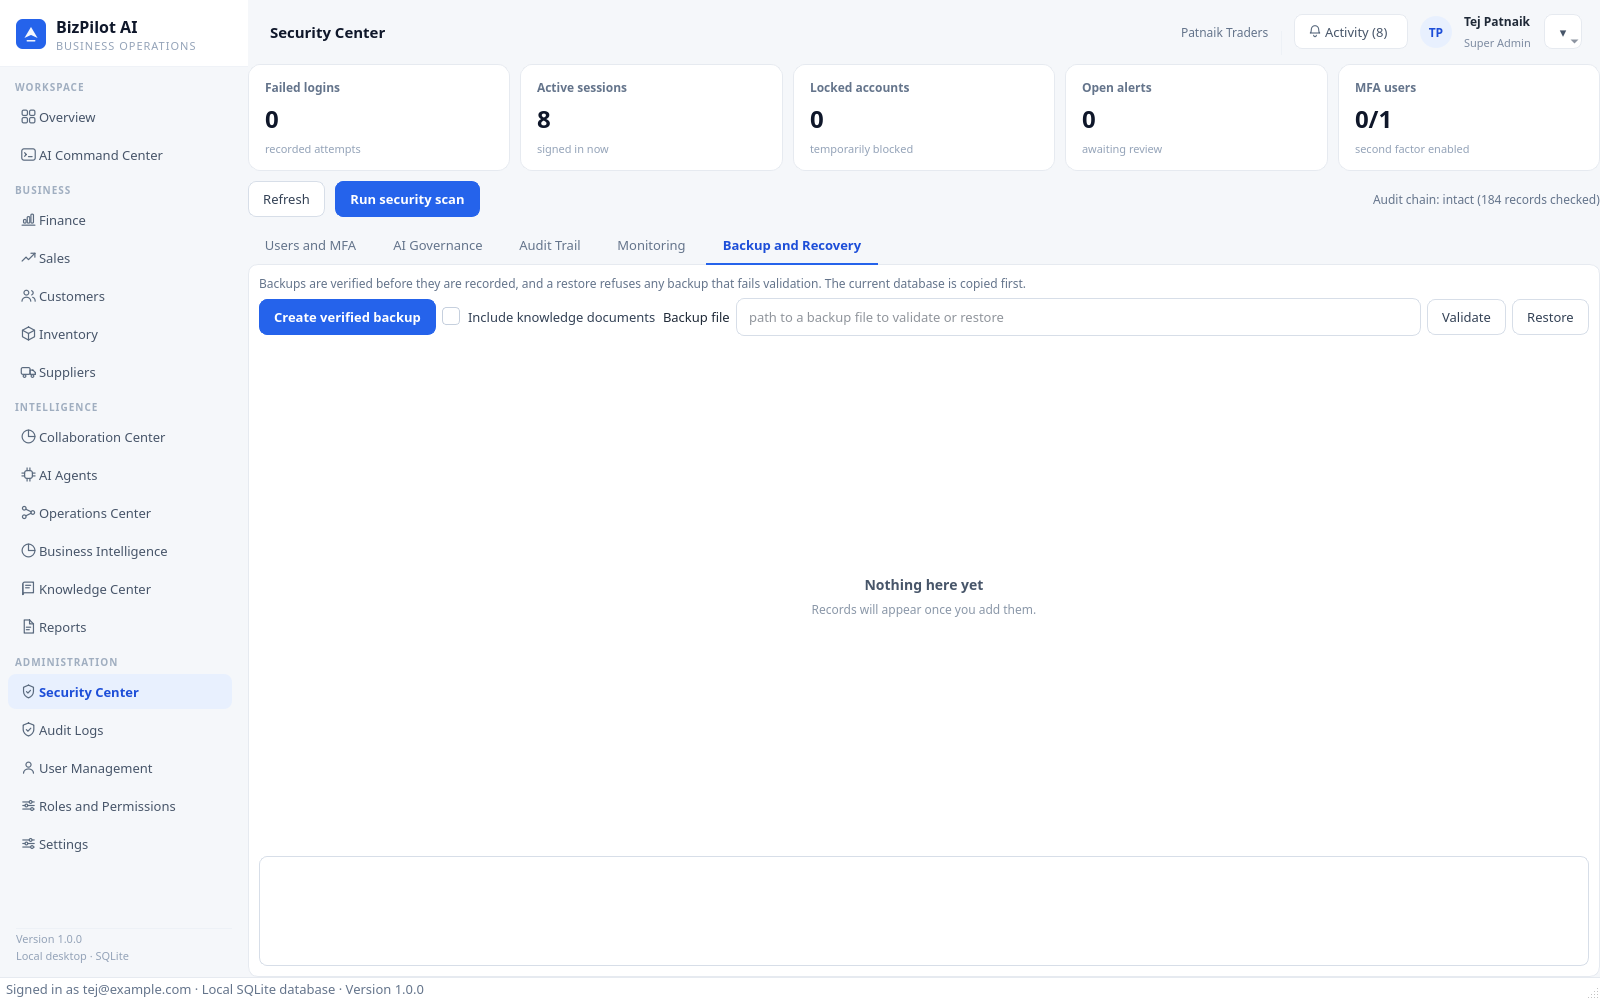 BizPilot AI
BUSINESS OPERATIONS
Security Center
Patnaik Traders
Activity (8)
TP
Tej Patnaik
Super Admin
WORKSPACE
Overview
AI Command Center
BUSINESS
Finance
Sales
Customers
Inventory
Suppliers
INTELLIGENCE
Collaboration Center
AI Agents
Operations Center
Business Intelligence
Knowledge Center
Reports
ADMINISTRATION
Security Center
Audit Logs
User Management
Roles and Permissions
Settings
Version 1.0.0
Local desktop · SQLite
Failed logins
0
recorded attempts
Active sessions
8
signed in now
Locked accounts
0
temporarily blocked
Open alerts
0
awaiting review
MFA users
0/1
second factor enabled
Refresh
Run security scan
Audit chain: intact (184 records checked)
Users and MFA
AI Governance
Audit Trail
Monitoring
Backup and Recovery
Backups are verified before they are recorded, and a restore refuses any backup that fails validation. The current database is copied first.
Create verified backup
Include knowledge documents
Backup file
path to a backup file to validate or restore
Validate
Restore
Nothing here yet
Records will appear once you add them.
Signed in as tej@example.com · Local SQLite database · Version 1.0.0